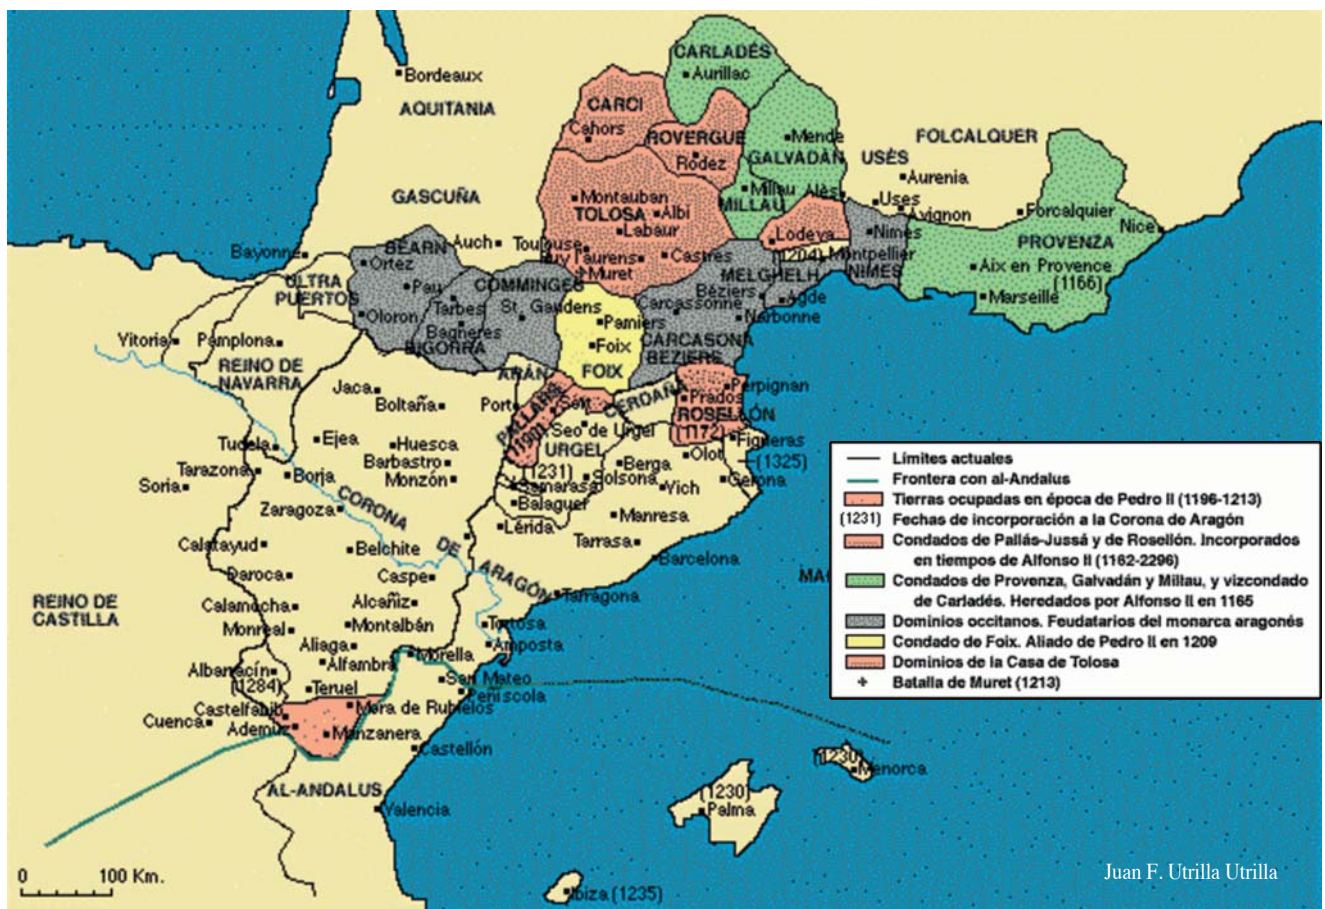 CARLADÉS
Aurillac
Bordeaux
AQUITANIA
CARCI
Cahors
ROVERGUE
Rodez
Mende
GALVADÁN
FOLCALQUER
USÉS
Aurenia
Millau
MILLAU
Alès
Uses
Avignon
Forcalquier
GASCUÑA
Montauban
TOLOSA
Albi
Labaur
Lodeva
Nimes
PROVENZA
Nice
Bayonne
BEARN
Auch
Toulouse
Puy Laurens
Castres
(1204)
Montpellier
NIMES
Aix en Provence
(1166)
Ortez
Muret
MELGHELH
ULTRA
PUERTOS
Pau
COMMINGES
Béziers
Agde
Marseille
Tarbes
St. Gaudens
Carcassonne
Oloron
Bagneres
Pamiers
Narbonne
Vitoria
Pamplona
BIGORRA
Foix
CARCASONA
BEZIERS
REINO DE
NAVARRA
ARÁN
FOIX
Jaca
Boltaña
Port
PALLARS
(1190)
Sort
CERDAÑA
Prados
Perpignan
ROSELLÓN
(1172)
Tudela
Ejea
Huesca
Seo de Urgel
URGEL
Figueras
Tarazona
Barbastro
Berga
Olot
(1325)
Soria
Borja
Monzón
(1231)
Solsona
Vich
Gerona
Samarasa
Balaguer
Zaragoza
CORONA
Lérida
Manresa
Calatayud
Belchite
DE
Tarrasa
Barcelona
Daroca
Caspe
ARAGÓN
MA
REINO DE
CASTILLA
Calamocha
Alcañiz
Tarragona
Monreal
Montalbán
Tortosa
Aliaga
Amposta
Albarracín
(1284)
Alfambra
Morella
Teruel
San Mateo
Peñíscola
Castelfabib
Mora de Rubielos
Cuenca
Ademuz
Manzanera
Castellón
AL-ANDALUS
Valencia
(1230)
Menorca
(1230)
Palma
Ibiza (1235)
Límites actuales
Frontera con al-Andalus
Tierras ocupadas en época de Pedro II (1196-1213)
(1231) Fechas de incorporación a la Corona de Aragón
Condados de Pallás-Jussá y de Rosellón. Incorporados
en tiempos de Alfonso II (1162-2296)
Condados de Provenza, Galvadán y Millau, y vizcondado
de Carladés. Heredados por Alfonso II en 1165
Dominios occitanos. Feudatarios del monarca aragonés
Condado de Foix. Aliado de Pedro II en 1209
Dominios de la Casa de Tolosa
Batalla de Muret (1213)
0 100 Km.
Juan F. Utrilla Utrilla